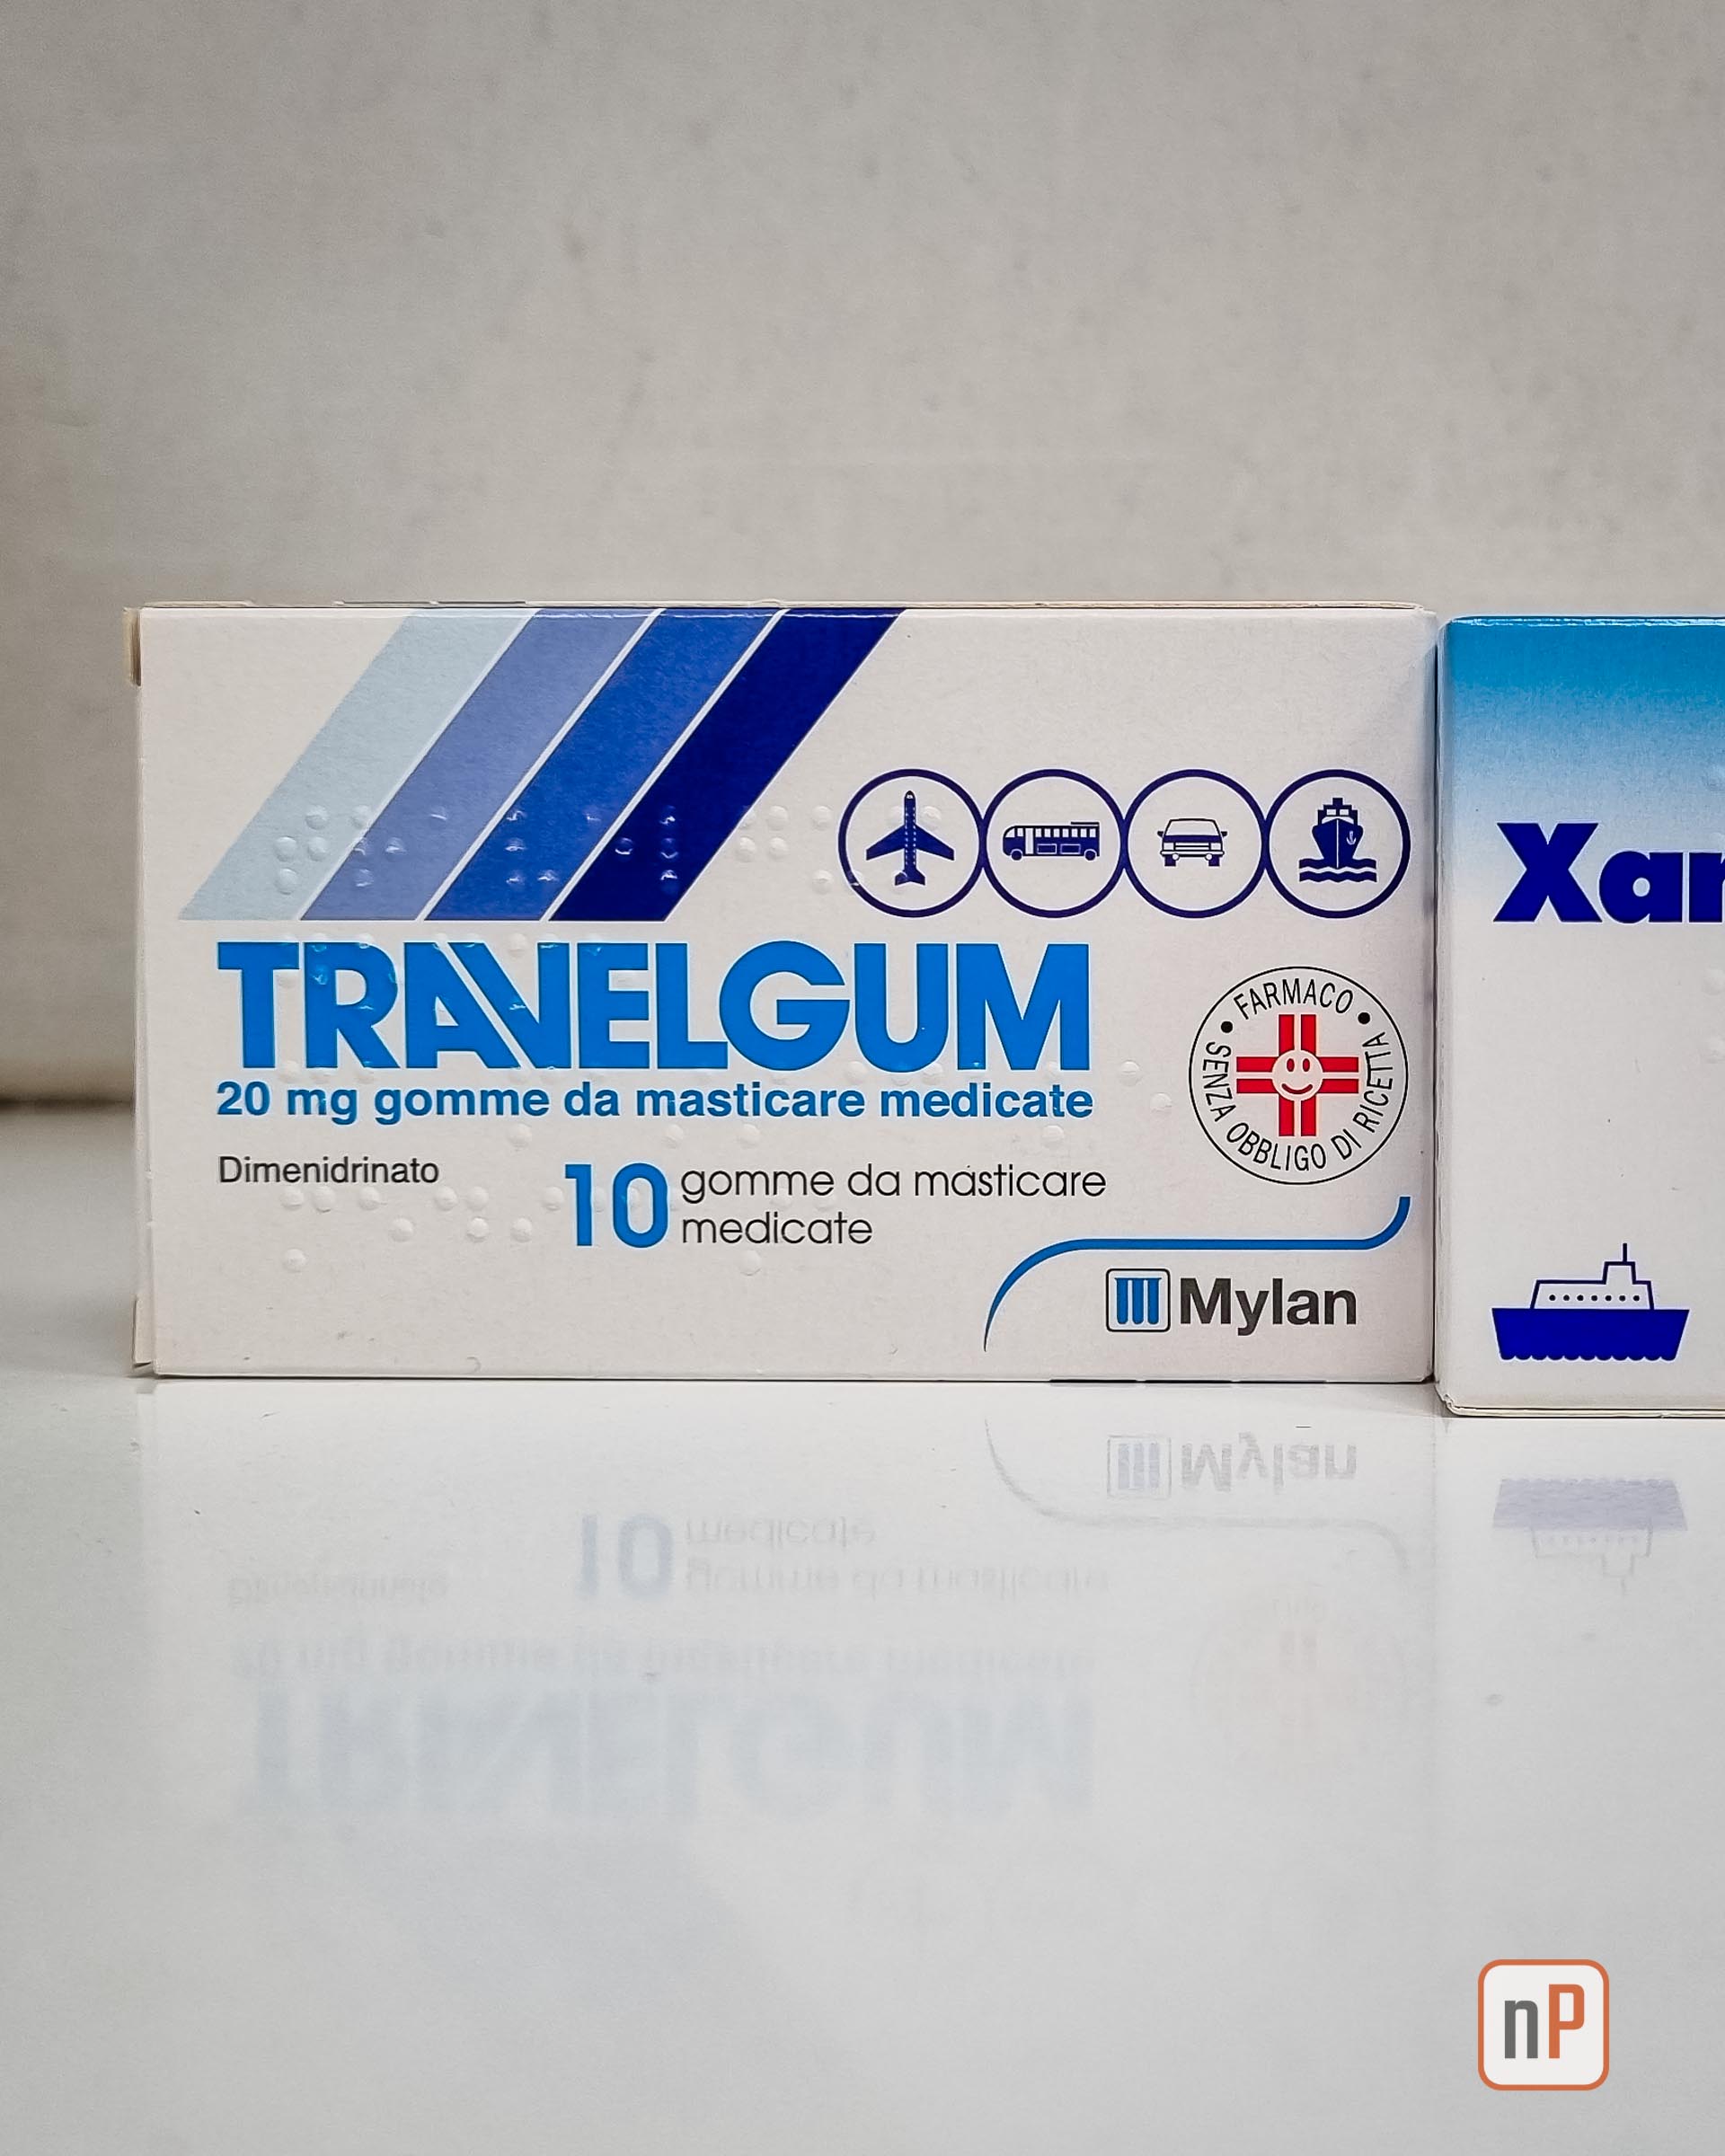 TRAVELGUM
20 mg gomme da masticare medicate
Dimenidrinato
10 gomme da masticare
medicate
FARMACO
SENZA OBBLIGO DI RICETTA
Mylan
Xa
nP